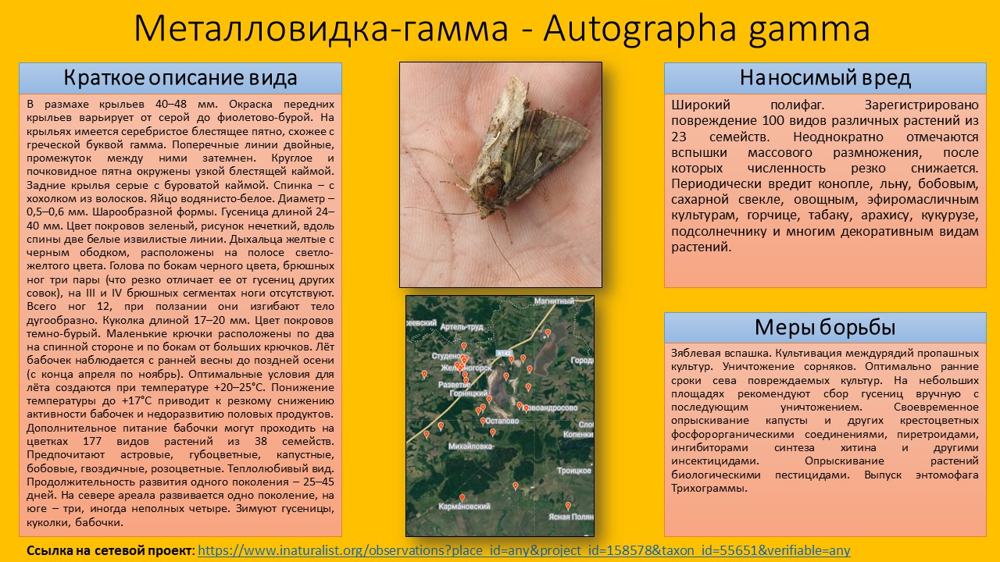 Металловидка-гамма - Autographa gamma
Краткое описание вида
В размахе крыльев 40–48 мм. Окраска передних
крыльев варьирует от серой до фиолетово-бурой. На
крыльях имеется серебристое блестящее пятно, схожее с
греческой буквой гамма. Поперечные линии двойные,
промежуток между ними затемнен. Круглое и
почковидное пятна окружены узкой блестящей каймой.
Задние крылья серые с буроватой каймой. Спинка – с
хохолком из волосков. Яйцо водянисто-белое. Диаметр –
0,5–0,6 мм. Шарообразной формы. Гусеница длиной 24–
40 мм. Цвет покровов зеленый, рисунок нечеткий, вдоль
спины две белые извилистые линии. Дыхальца желтые с
черным ободком, расположены на полосе светло-
желтого цвета. Голова по бокам черного цвета, брюшных
ног три пары (что резко отличает ее от гусениц других
совок), на III и IV брюшных сегментах ноги отсутствуют.
Всего ног 12, при ползании они изгибают тело
дугообразно. Куколка длиной 17–20 мм. Цвет покровов
темно-бурый. Маленькие крючки расположены по два
на спинной стороне и по бокам от больших крючков. Лёт
бабочек наблюдается с ранней весны до поздней осени
(с конца апреля по ноябрь). Оптимальные условия для
лёта создаются при температуре +20–25°С. Понижение
температуры до +17°С приводит к резкому снижению
активности бабочек и недоразвитию половых продуктов.
Дополнительное питание бабочки могут проходить на
цветках 177 видов растений из 38 семейств.
Предпочитают астровые, губоцветные, капустные,
бобовые, гвоздичные, розоцветные. Теплолюбивый вид.
Продолжительность развития одного поколения – 25–45
дней. На севере ареала развивается одно поколение, на
юге – три, иногда неполных четыре. Зимуют гусеницы,
куколки, бабочки.
Магнитный
сеевский
Артель-труд
Студено
А142
Железногорск
Городн
Разветье
Горняцкий
овоандросово
Остапово
Слоб
Копенки
Михайловка
Троицкое
Кармановский
Ясная Полян
Наносимый вред
Широкий полифаг. Зарегистрировано
повреждение 100 видов различных растений из
23 семейств. Неоднократно отмечаются
вспышки массового размножения, после
которых численность резко снижается.
Периодически вредит конопле, льну, бобовым,
сахарной свекле, овощным, эфиромасличным
культурам, горчице, табаку, арахису, кукурузе,
подсолнечнику и многим декоративным видам
растений.
Меры борьбы
Зяблевая вспашка. Культивация междурядий пропашных
культур. Уничтожение сорняков. Оптимально ранние
сроки сева повреждаемых культур. На небольших
площадях рекомендуют сбор гусениц вручную с
последующим уничтожением. Своевременное
опрыскивание капусты и других крестоцветных
фосфорорганическими соединениями, пиретроидами,
ингибиторами синтеза хитина и другими
инсектицидами. Опрыскивание растений
биологическими пестицидами. Выпуск энтомофага
Трихограммы.
Ссылка на сетевой проект: https://www.inaturalist.org/observations?place_id=any&project_id=158578&taxon_id=55651&verifiable=any